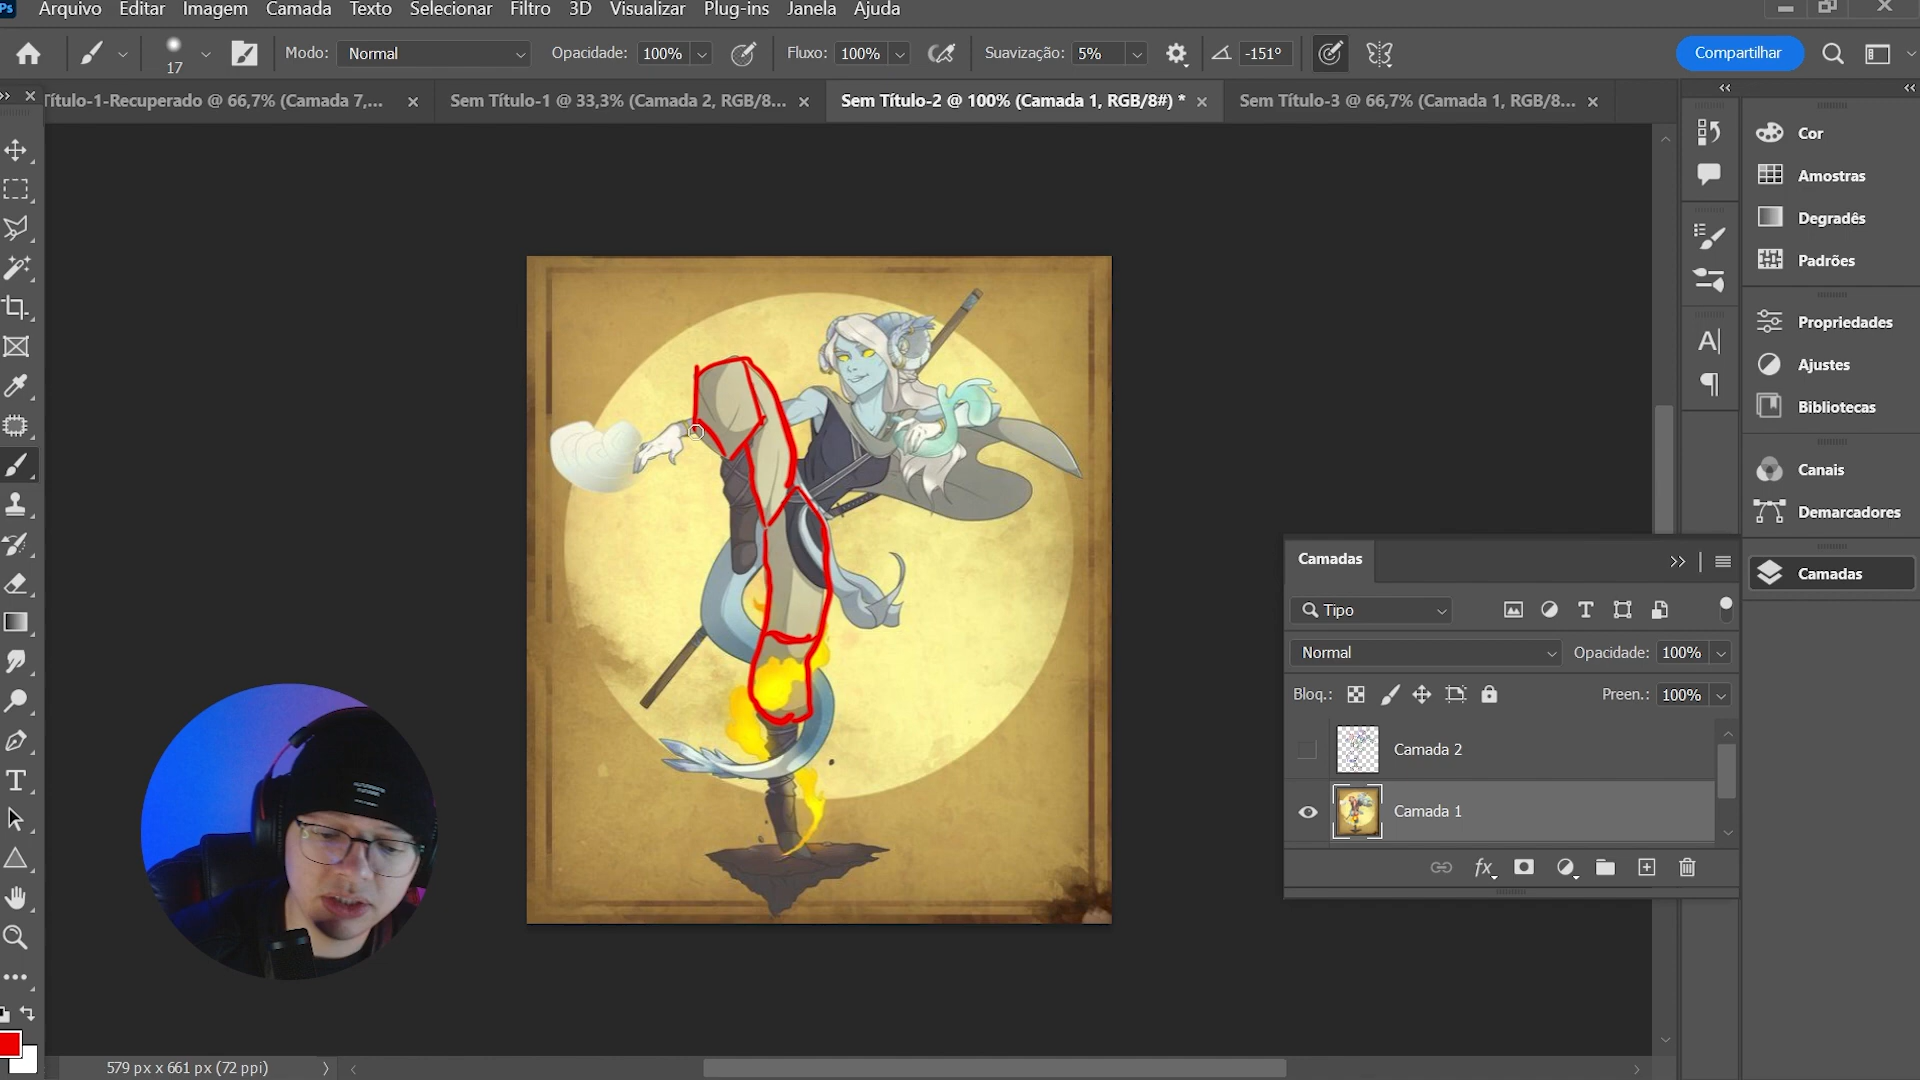 Ps Arquivo Editar Imagem Camada Texto Selecionar Filtro 3D Visualizar Plug-ins Janela Ajuda
17 Modo: Normal Opacidade: 100% Fluxo: 100% Suavização: 5% -151° Compartilhar
Título-1-Recuperado @ 66,7% (Camada 7,... Sem Título-1 @ 33,3% (Camada 2, RGB/8... Sem Título-2 @ 100% (Camada 1, RGB/8#) * Sem Título-3 @ 66,7% (Camada 1, RGB/8...
Cor
Amostras
Degradês
Padrões
Propriedades
Ajustes
Bibliotecas
Canais
Demarcadores
Camadas
Camadas
Tipo
Normal Opacidade: 100%
Bloq.: Preen.: 100%
Camada 2
Camada 1
fx
579 px x 661 px (72 ppi)